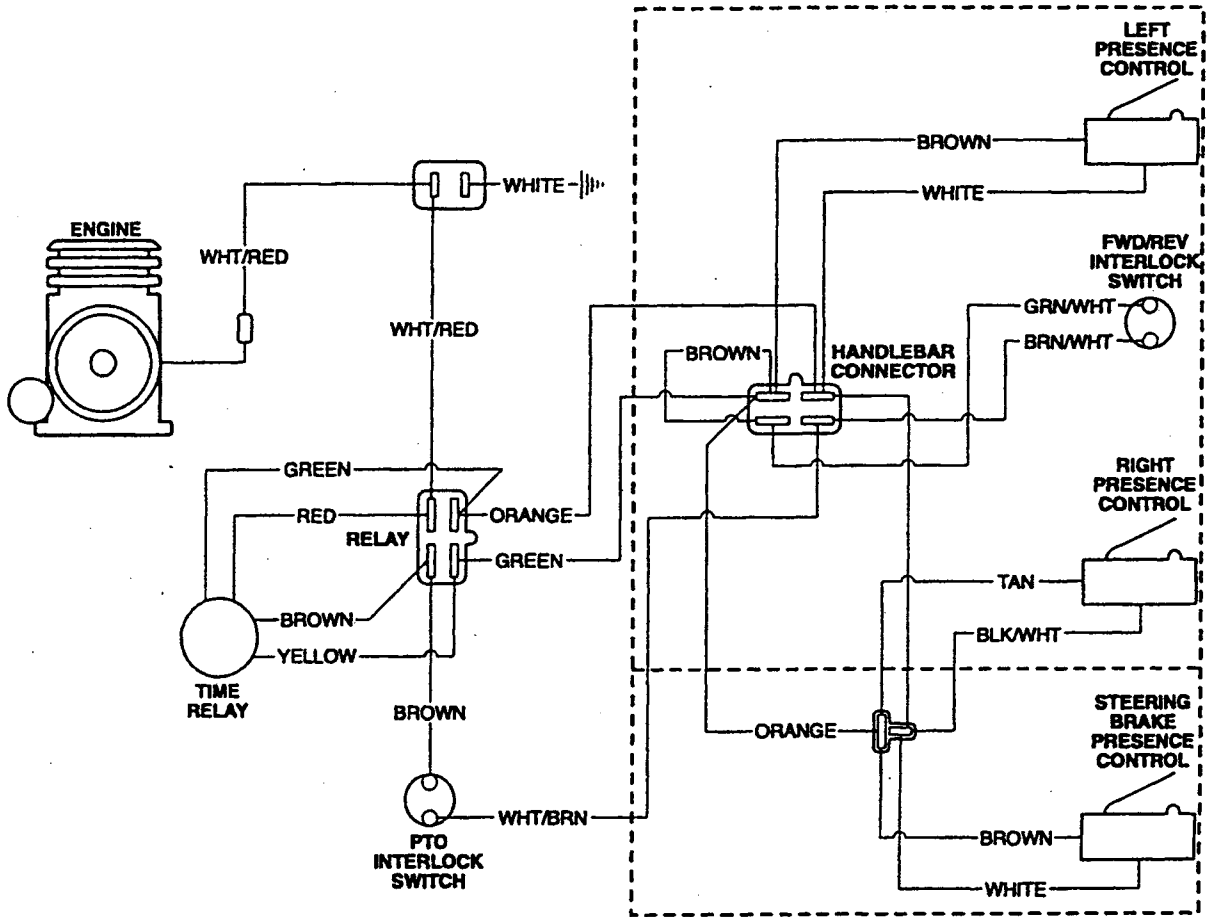 LEFT
PRESENCE
CONTROL
BROWN
WHITE
WHITE
ENGINE
WHT/RED
FWD/REV
INTERLOCK
SWITCH
GRN/WHT
BRN/WHT
WHT/RED
BROWN
HANDLEBAR
CONNECTOR
GREEN
RED
ORANGE
RELAY
GREEN
RIGHT
PRESENCE
CONTROL
TAN
BLK/WHT
BROWN
YELLOW
TIME
RELAY
BROWN
ORANGE
STEERING
BRAKE
PRESENCE
CONTROL
WHT/BRN
PTO
INTERLOCK
SWITCH
BROWN
WHITE